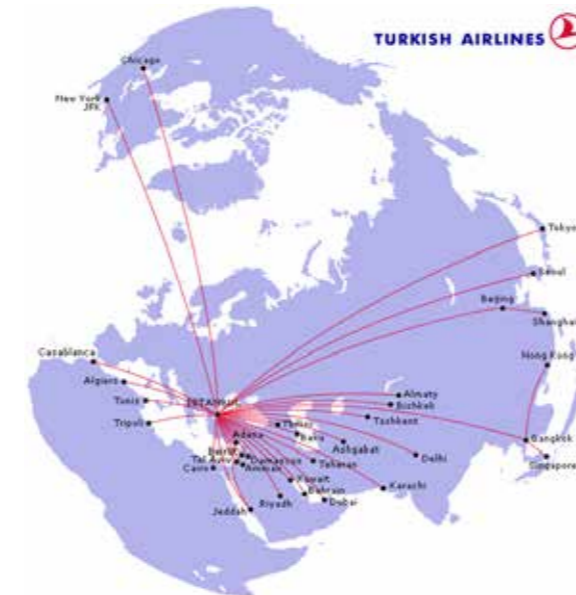 TURKISH AIRLINES
Chicago
New York
JFK
Tokyo
Seoul
Beijing
Shanghai
Hong Kong
Casablanca
Algiers
Tunis
Tripoli
ISTANBUL
Almaty
Bishkek
Tashkent
Tbilisi
Baku
Ashgabat
Adana
Beirut
Damascus
Tel Aviv
Amman
Cairo
Teheran
Delhi
Bangkok
Singapore
Kuwait
Bahrain
Dubai
Karachi
Riyadh
Jeddah